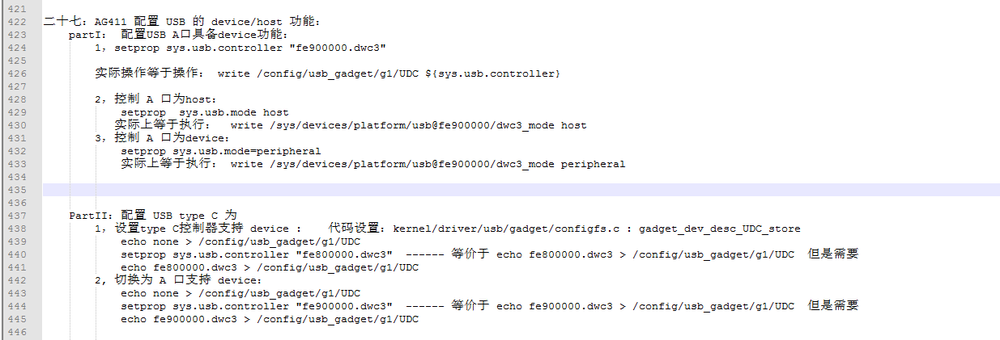 421
422 二十七：AG411 配置 USB 的 device/host 功能：
423 partI： 配置USB A口具备device功能：
424 1，setprop sys.usb.controller "fe900000.dwc3"
425
426 实际操作等于操作： write /config/usb_gadget/g1/UDC ${sys.usb.controller}
427
428 2，控制 A 口为host：
429 setprop  sys.usb.mode host
430 实际上等于执行：  write /sys/devices/platform/usb@fe900000/dwc3_mode host
431 3，控制 A 口为device：
432 setprop sys.usb.mode=peripheral
433 实际上等于执行： write /sys/devices/platform/usb@fe900000/dwc3_mode peripheral
434
435
436
437 PartII：配置 USB type C 为
438 1，设置type C控制器支持 device :   代码设置：kernel/driver/usb/gadget/configfs.c : gadget_dev_desc_UDC_store
439 echo none > /config/usb_gadget/g1/UDC
440 setprop sys.usb.controller "fe800000.dwc3"  ------ 等价于 echo fe800000.dwc3 > /config/usb_gadget/g1/UDC  但是需要
441 echo fe800000.dwc3 > /config/usb_gadget/g1/UDC
442 2, 切换为 A 口支持 device：
443 echo none > /config/usb_gadget/g1/UDC
444 setprop sys.usb.controller "fe900000.dwc3"  ------ 等价于 echo fe900000.dwc3 > /config/usb_gadget/g1/UDC  但是需要
445 echo fe900000.dwc3 > /config/usb_gadget/g1/UDC
446